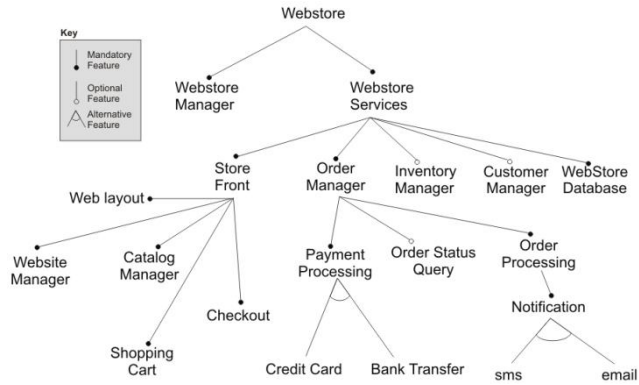 Webstore
Key
Mandatory
Feature
Optional
Feature
Alternative
Feature
Webstore
Manager
Webstore
Services
Store
Front
Order
Manager
Inventory
Manager
Customer
Manager
WebStore
Database
Web layout
Website
Manager
Catalog
Manager
Shopping
Cart
Checkout
Payment
Processing
Order Status
Query
Order
Processing
Notification
Credit Card
Bank Transfer
sms
email